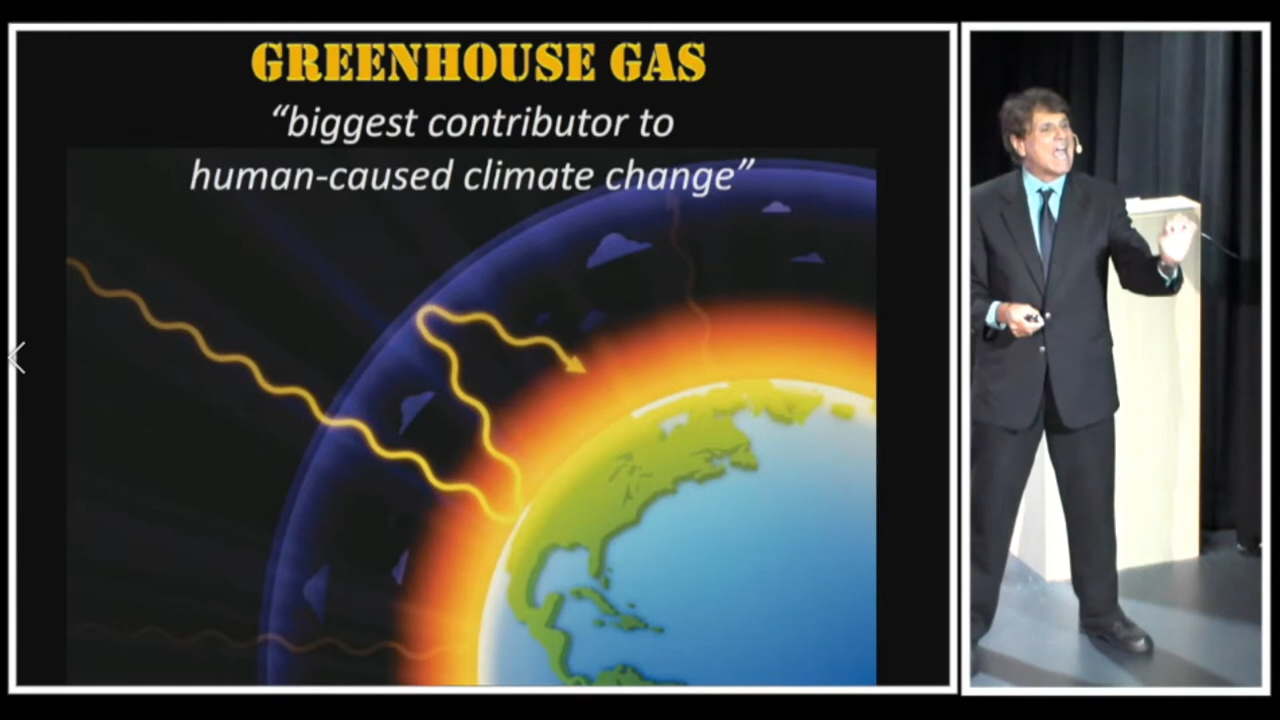 GREENHOUSE GAS
“biggest contributor to
human-caused climate change”